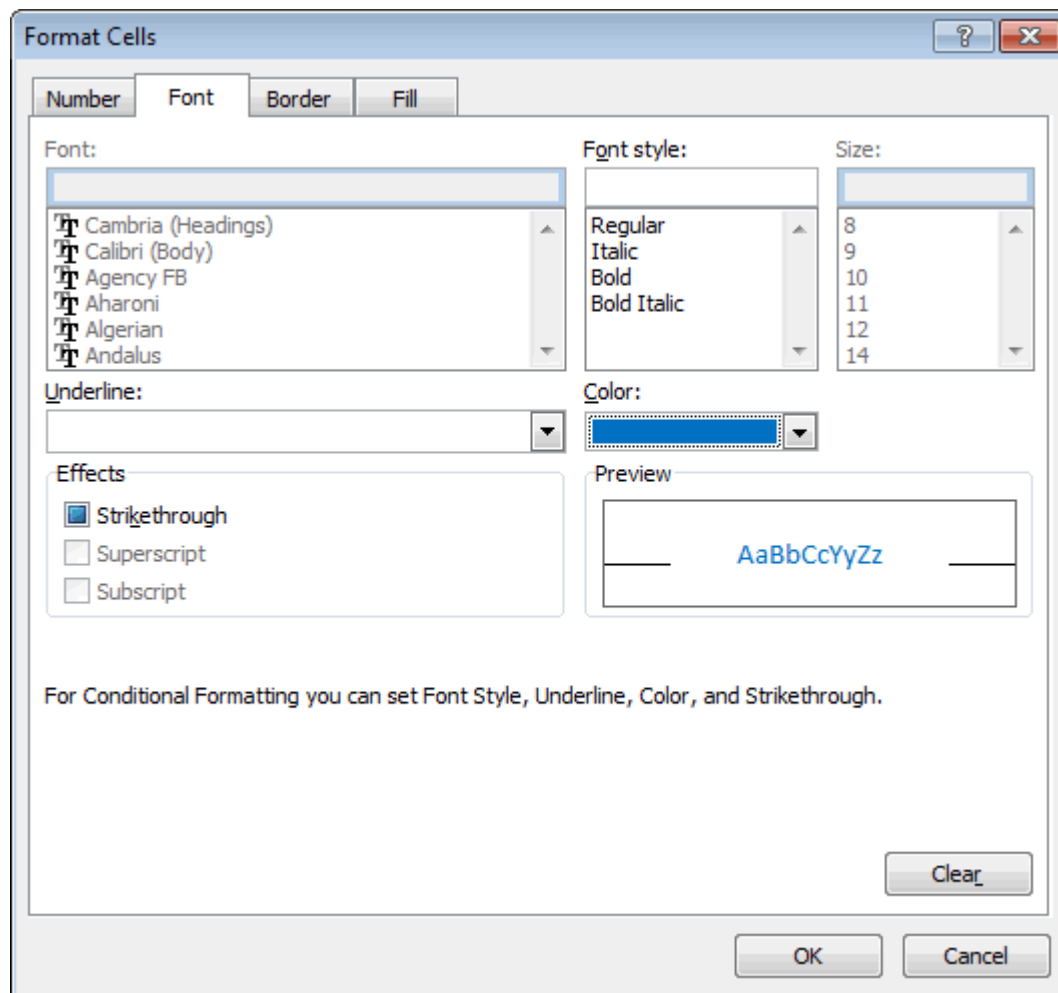 Format Cells
Number Font Border Fill
Font: Font style: Size:
Cambria (Headings) Regular 8
Calibri (Body) Italic 9
Agency FB Bold 10
Aharoni Bold Italic 11
Algerian 12
Andalus 14
Underline: Color:
Effects Preview
Strikethrough
Superscript AaBbCcYyZz
Subscript
For Conditional Formatting you can set Font Style, Underline, Color, and Strikethrough.
Clear
OK Cancel